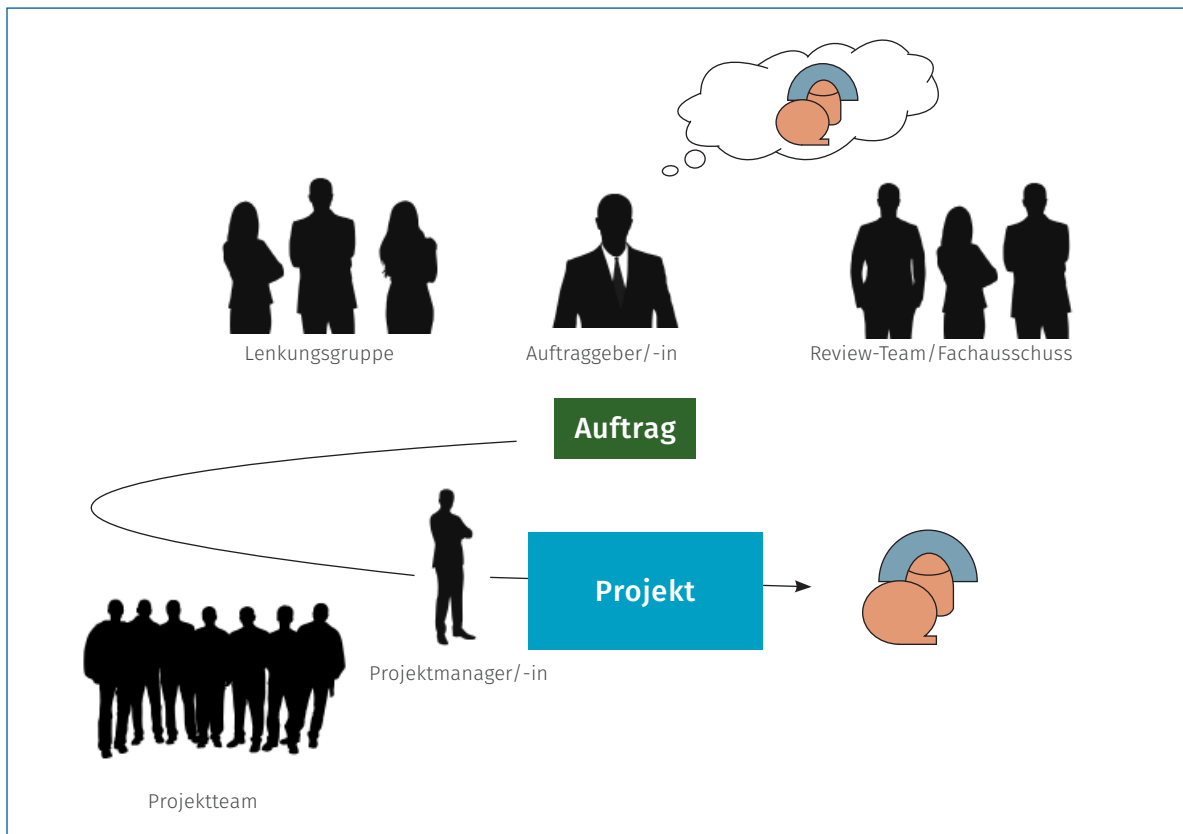 Lenkungsgruppe
Auftraggeber/-in
Review-Team/Fachausschuss
Auftrag
Projekt
Projektmanager/-in
Projektteam